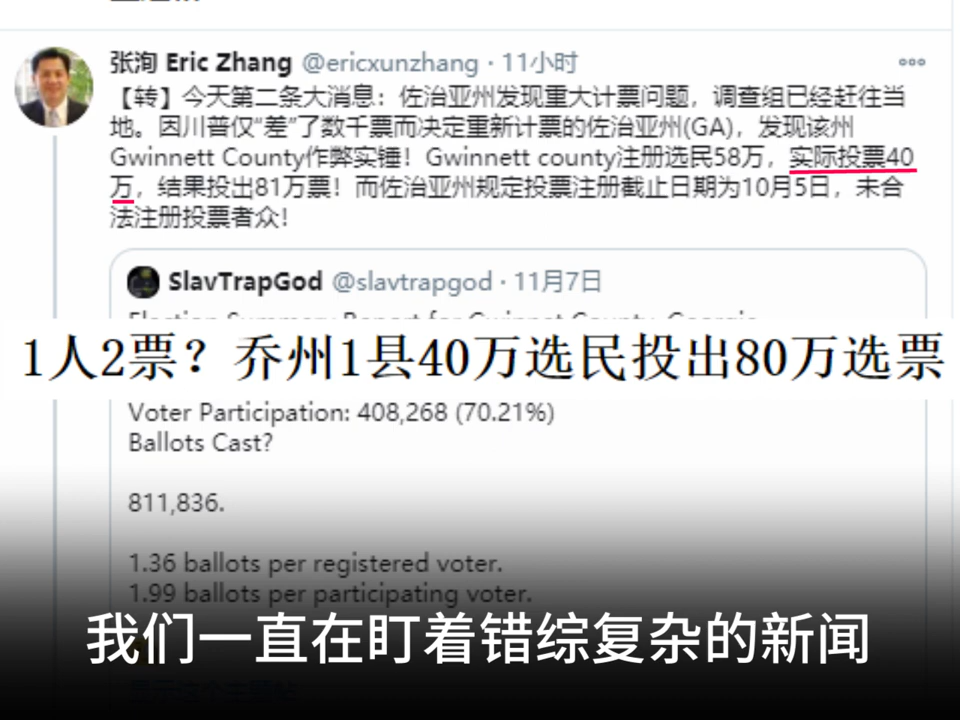 张洵 Eric Zhang @ericxunzhang · 11小时
【转】今天第二条大消息：佐治亚州发现重大计票问题，调查组已经赶往当
地。因川普仅“差”了数千票而决定重新计票的佐治亚州(GA)，发现该州
Gwinnett County作弊实锤！Gwinnett county注册选民58万，实际投票40
万，结果投出81万票！而佐治亚州规定投票注册截止日期为10月5日，未合
法注册投票者众！
SlavTrapGod @slavtrapgod · 11月7日
1人2票？乔州1县40万选民投出80万选票
Voter Participation: 408,268 (70.21%)
Ballots Cast?
811,836.
1.36 ballots per registered voter.
1.99 ballots per participating voter.
我们一直在盯着错综复杂的新闻